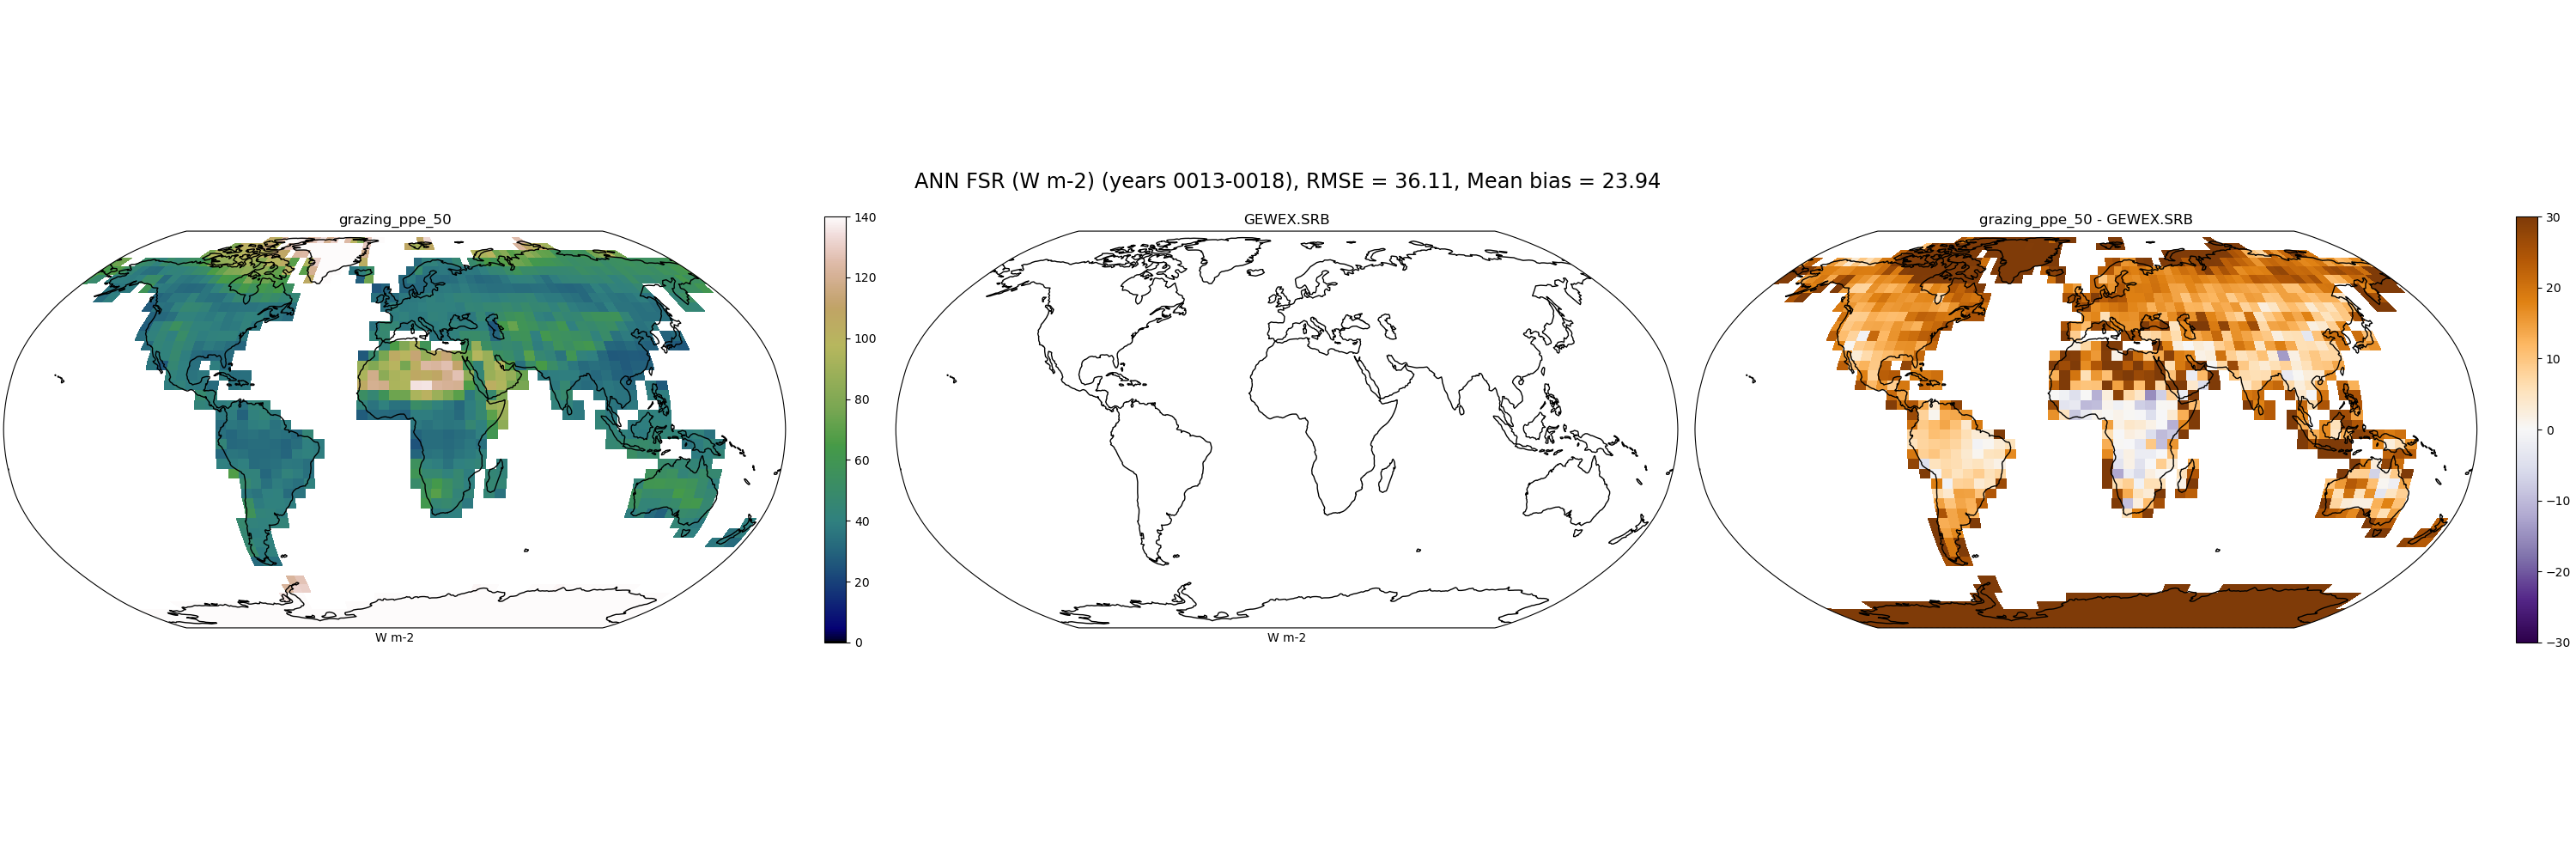 ANN FSR (W m-2) (years 0013-0018), RMSE = 36.11, Mean bias = 23.94
grazing_ppe_50
W m-2
140
120
100
80
60
40
20
0
GEWEX.SRB
W m-2
grazing_ppe_50 - GEWEX.SRB
30
20
10
0
−10
−20
−30